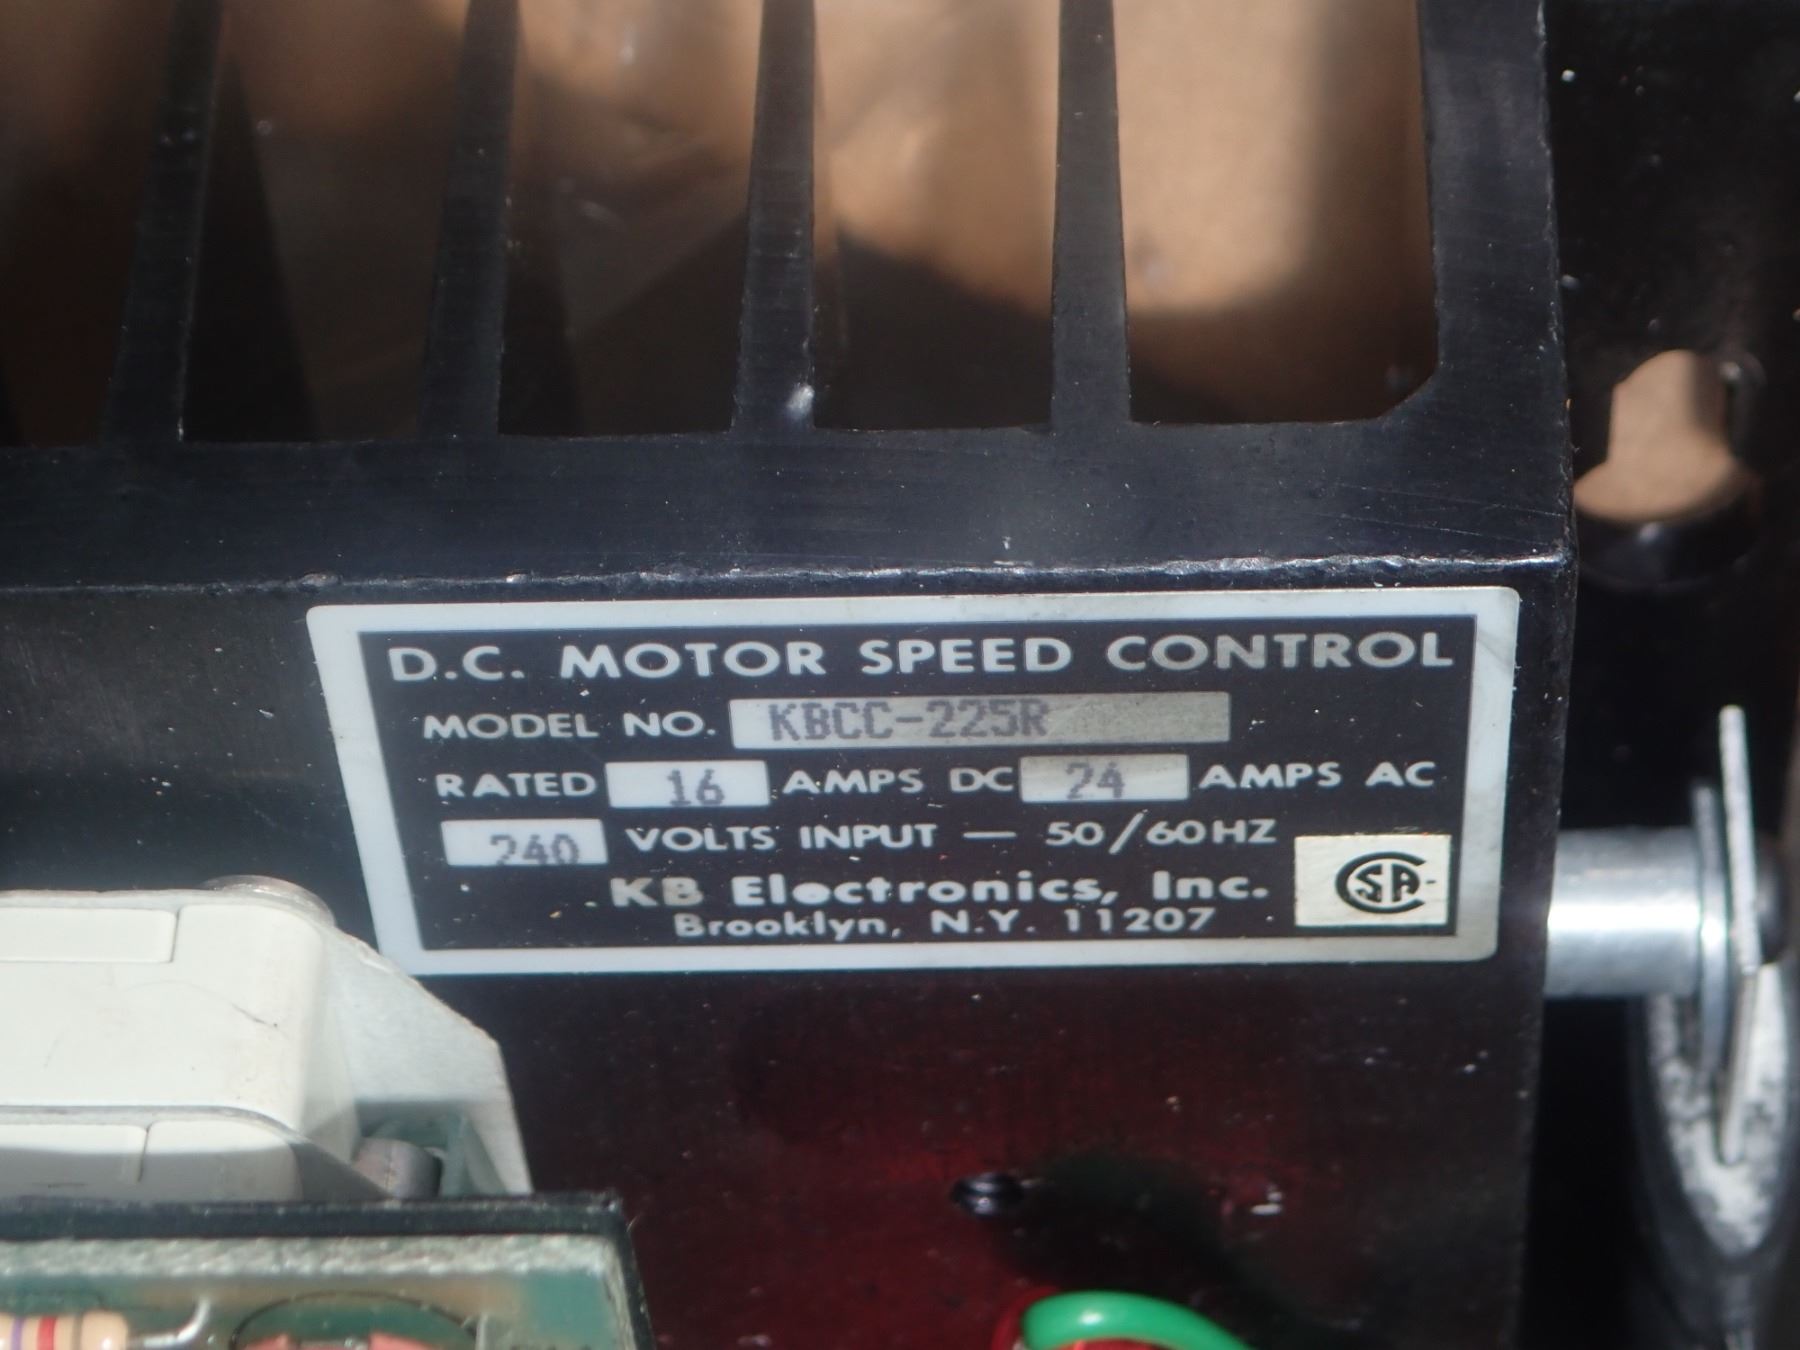 D.C. MOTOR SPEED CONTROL
MODEL NO. KBCC-225R
RATED 16 AMPS DC 24 AMPS AC
240 VOLTS INPUT — 50/60HZ
KB Electronics, Inc.
Brooklyn, N.Y. 11207
CSA